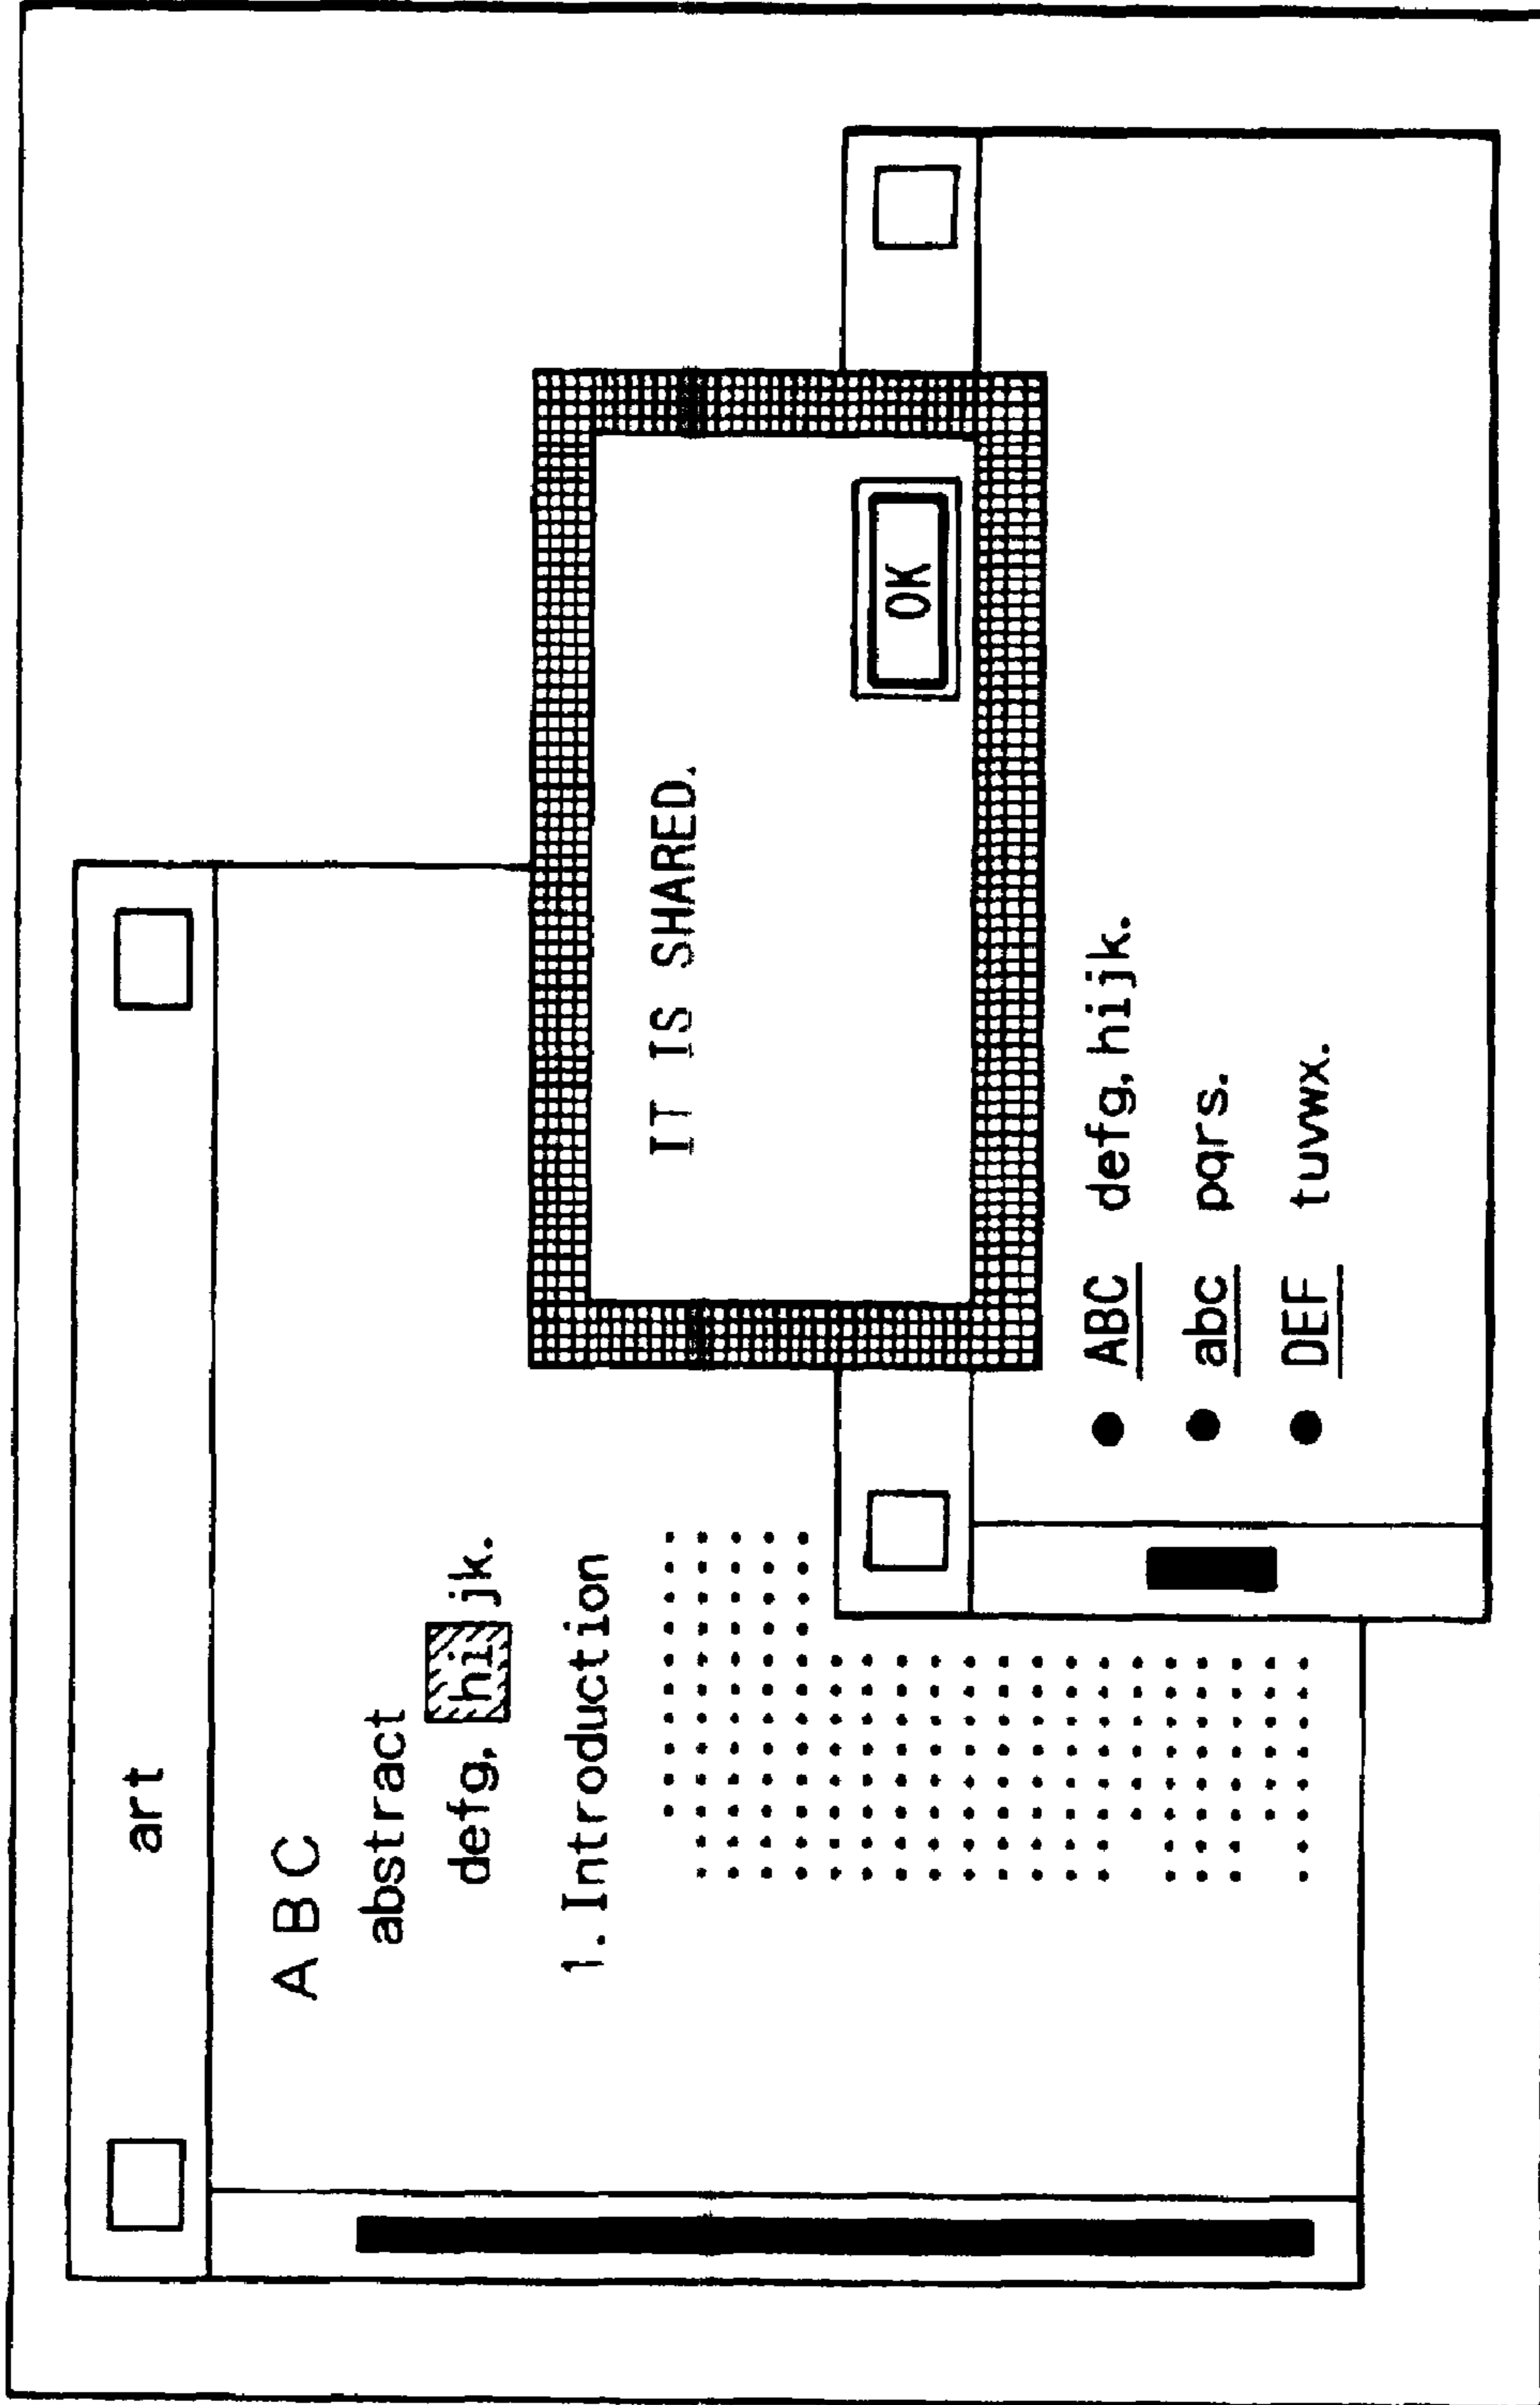 art
A B C
abstract
defg, hijk.
1. Introduction
IT IS SHARED.
OK
● ABC defg, hijk.
● abc pqrs.
● DEF tuvwx.